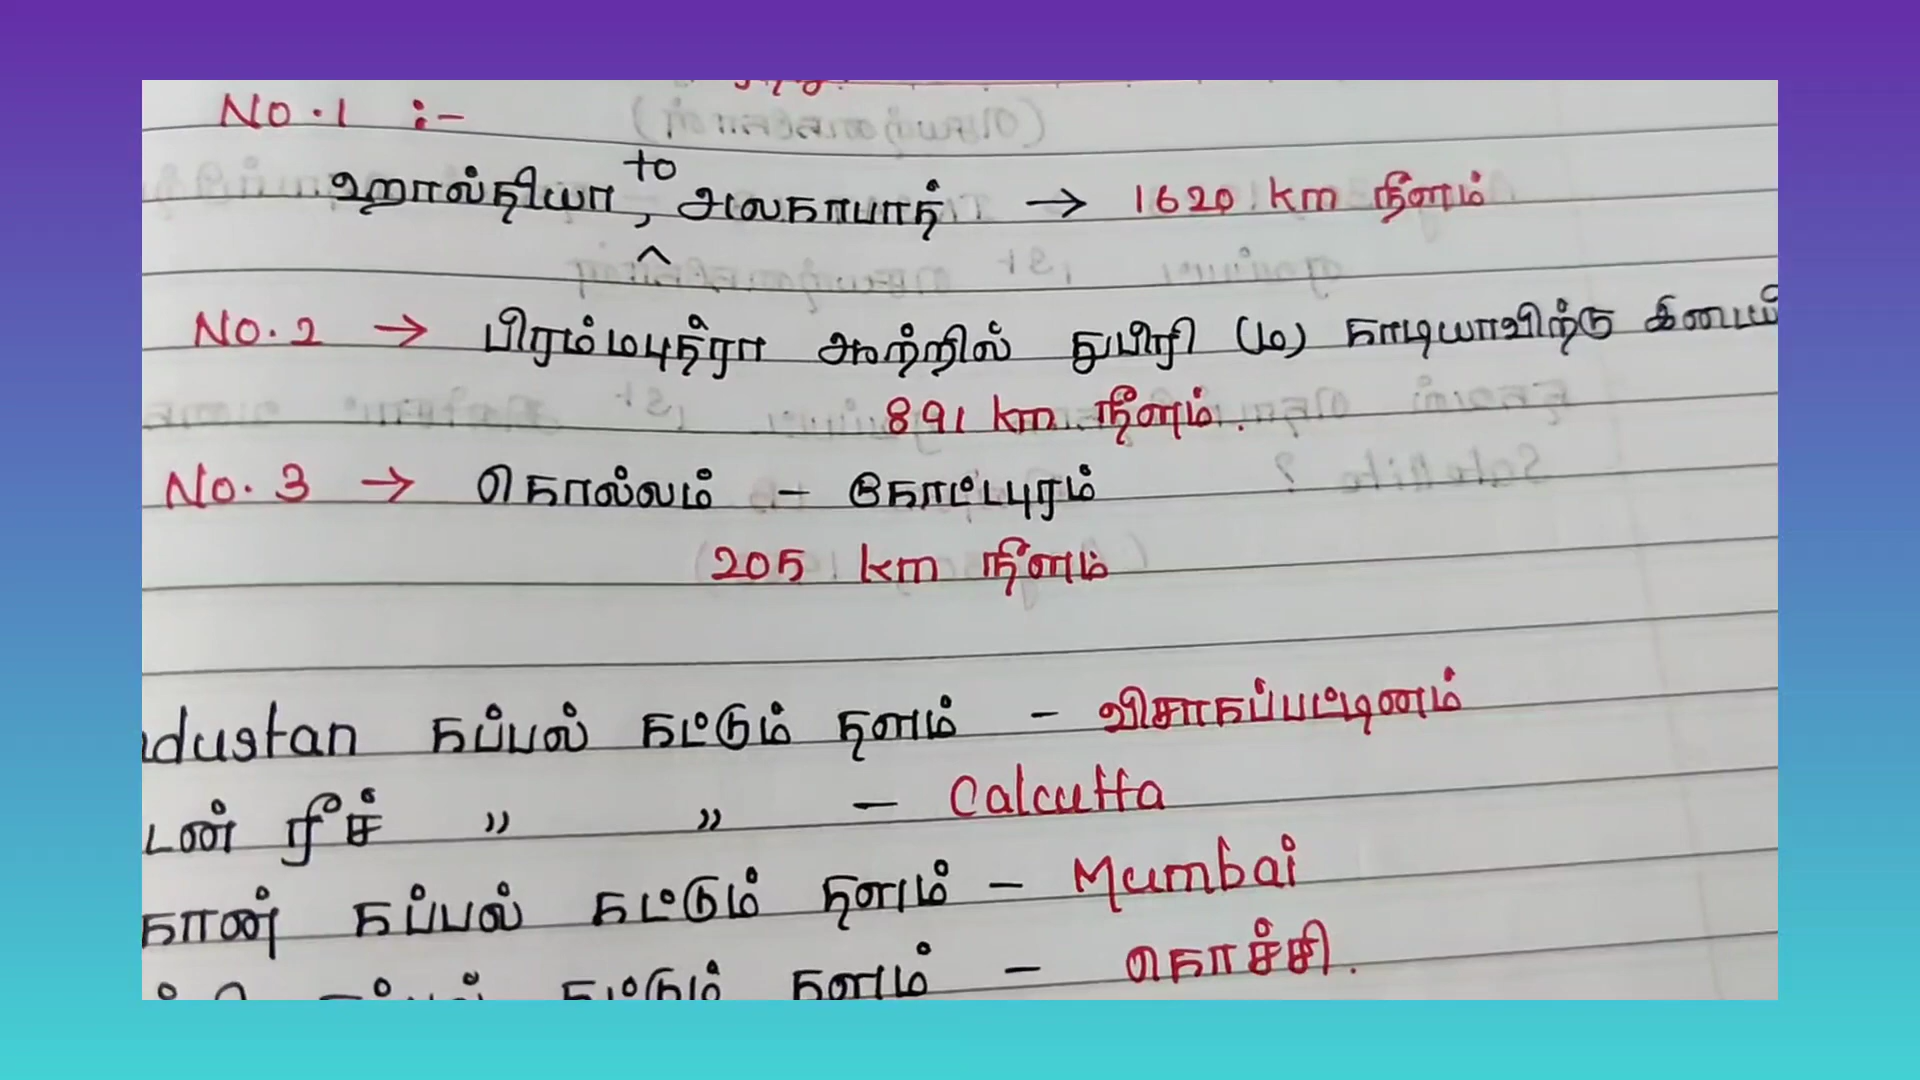 No.1 :-
ஹால்தியா, to அலகாபாத் → 1620 km நீளம்
No.2 → பிரம்மபுத்ரா ஆற்றில் துபிரி (ம) காடியாவிற்கு இடையி
891 km நீளம்.
No.3 → கொல்லம் - கோட்டபுரம்
205 km நீளம்
dustan கப்பல் கட்டும் தளம் - விசாகப்பட்டிணம்
டன் ரீச் " " - Calcutta
கான் கப்பல் கட்டும் தளம் - Mumbai
கப்பல் கட்டும் தளம் - கொச்சி.